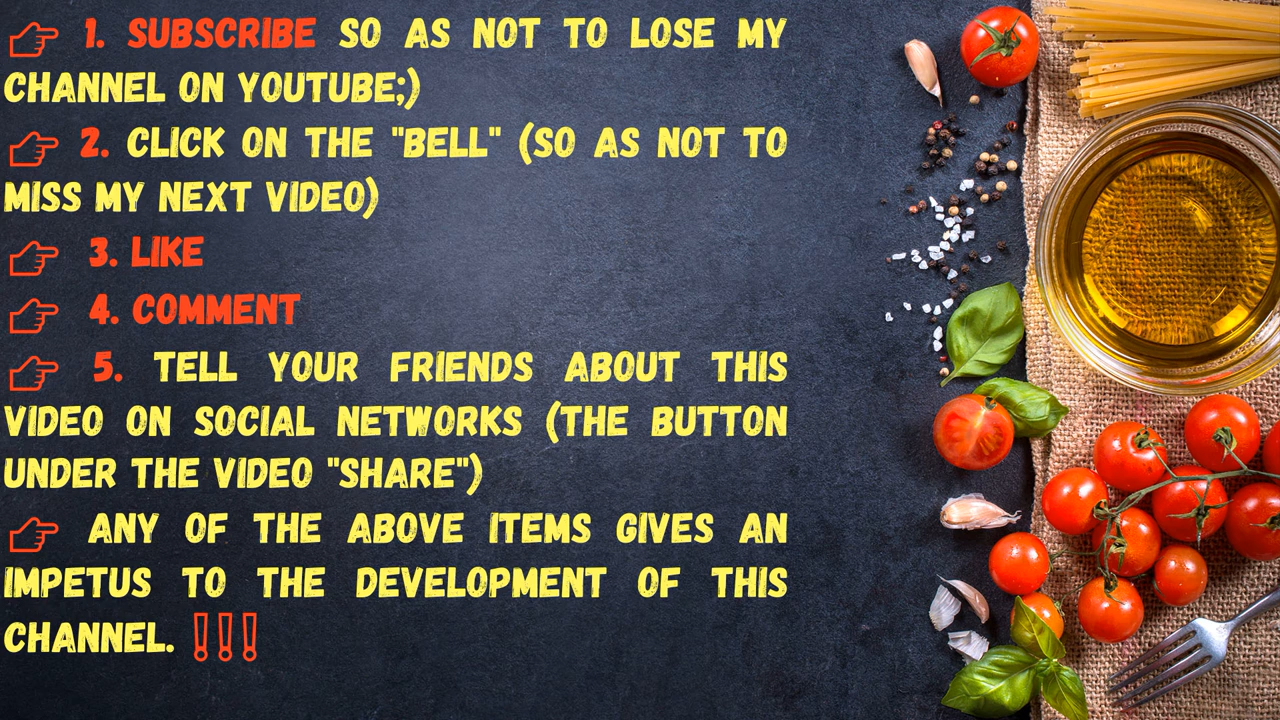 👉 1. SUBSCRIBE SO AS NOT TO LOSE MY
CHANNEL ON YOUTUBE;)
👉 2. CLICK ON THE "BELL" (SO AS NOT TO
MISS MY NEXT VIDEO)
👉 3. LIKE
👉 4. COMMENT
👉 5. TELL YOUR FRIENDS ABOUT THIS
VIDEO ON SOCIAL NETWORKS (THE BUTTON
UNDER THE VIDEO "SHARE")
👉 ANY OF THE ABOVE ITEMS GIVES AN
IMPETUS TO THE DEVELOPMENT OF THIS
CHANNEL. !!!